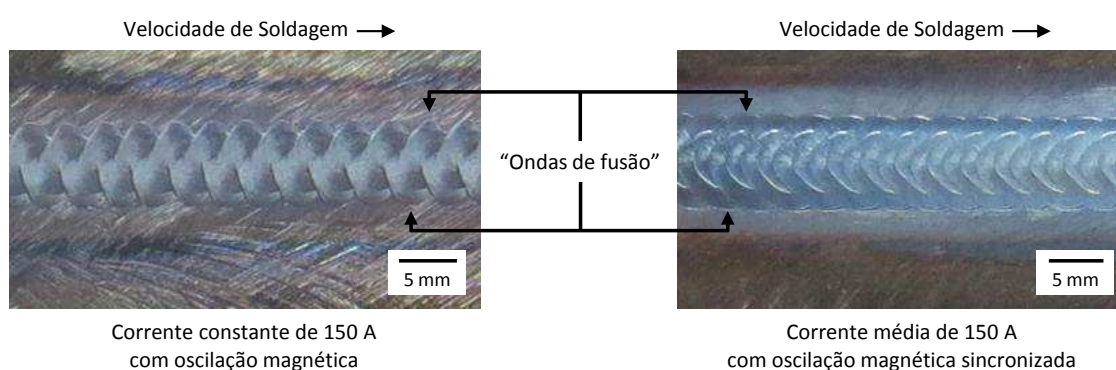 Velocidade de Soldagem
Velocidade de Soldagem
"Ondas de fusão"
5 mm
5 mm
Corrente constante de 150 A
com oscilação magnética
Corrente média de 150 A
com oscilação magnética sincronizada